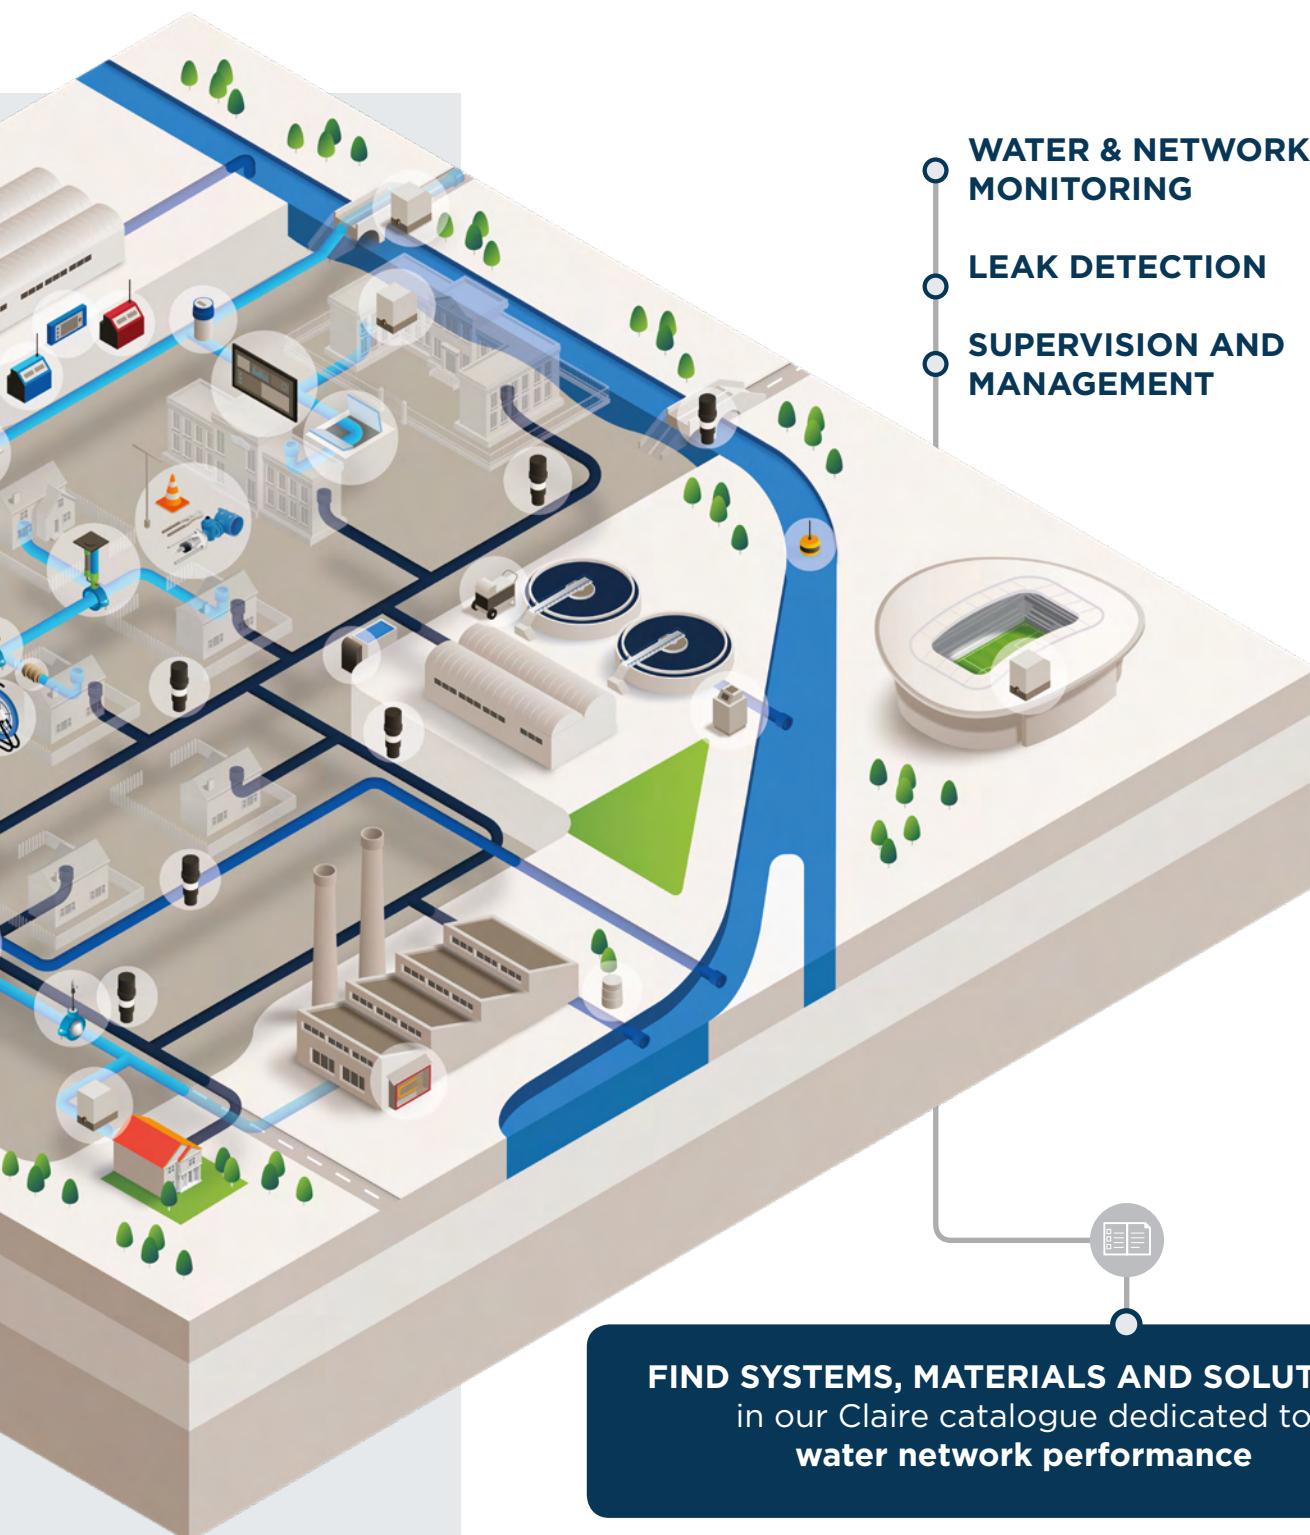 WATER & NETWORK
MONITORING
LEAK DETECTION
SUPERVISION AND
MANAGEMENT
FIND SYSTEMS, MATERIALS AND SOLUT
in our Claire catalogue dedicated to
water network performance